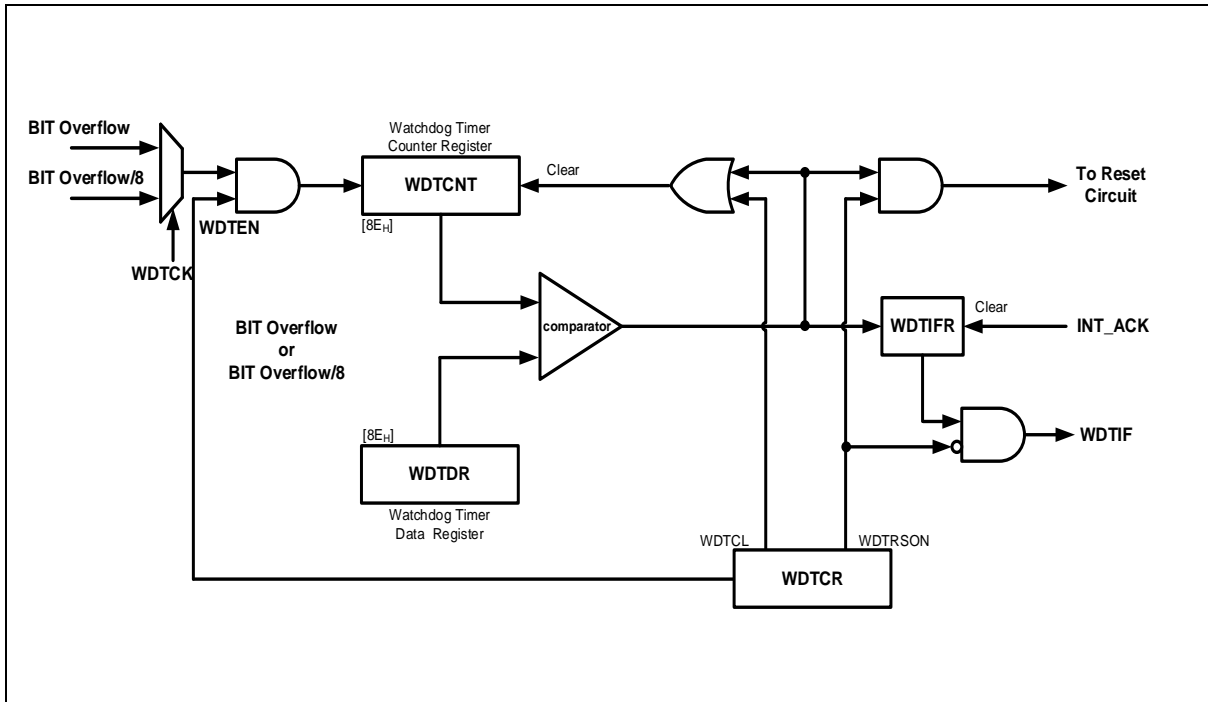 BIT Overflow
BIT Overflow/8
WDTEN
WDTCK
Watchdog Timer
Counter Register
WDTCNT
[8EH]
Clear
To Reset
Circuit
BIT Overflow
or
BIT Overflow/8
comparator
WDTIFR
Clear
INT_ACK
WDTIF
[8EH]
WDTDR
Watchdog Timer
Data Register
WDTCL
WDTRSON
WDTCR